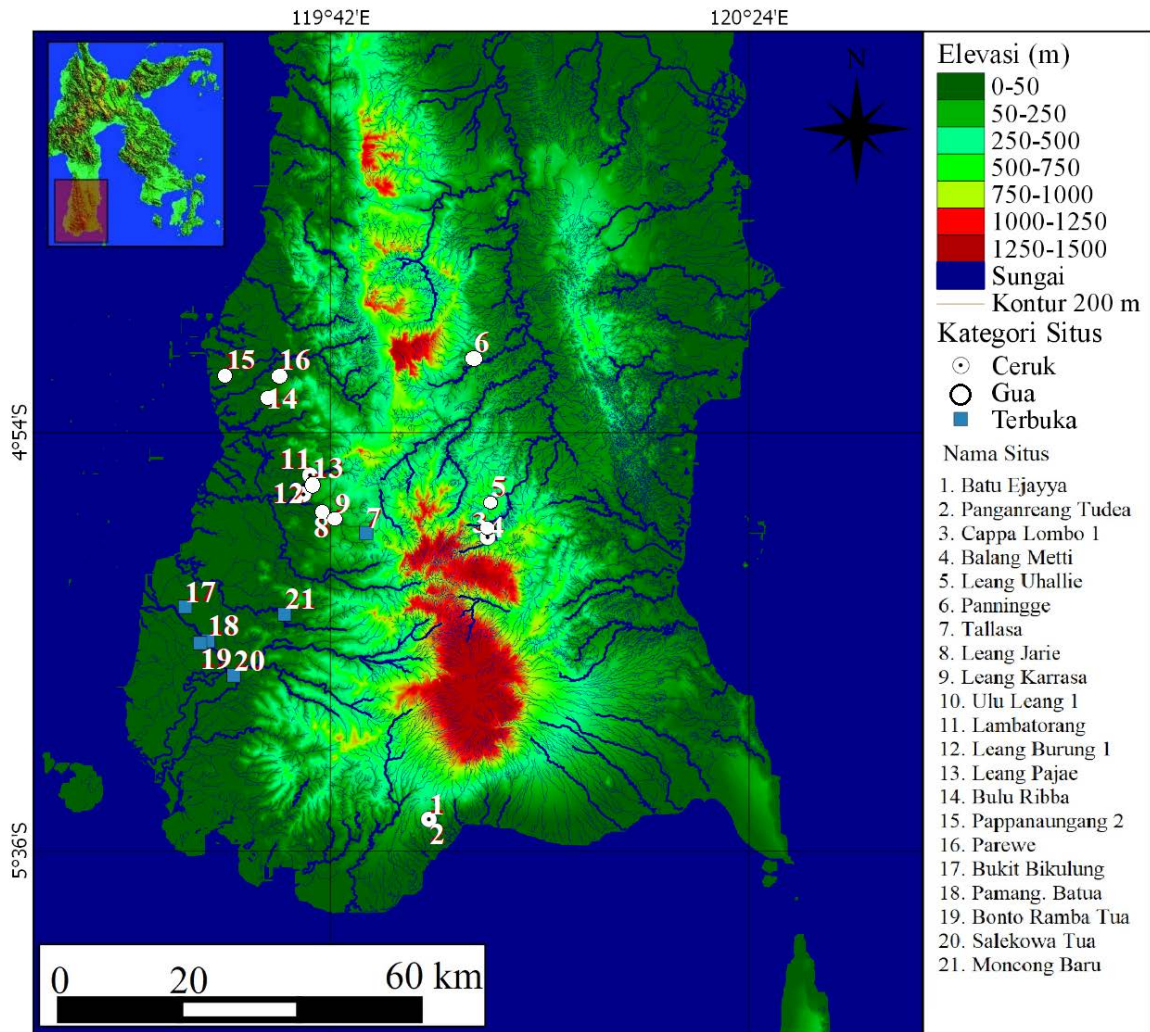 119°42'E 120°24'E
4°54'S
5°36'S
N
15
16
14
6
11
13
12
8
9
7
5
3
4
17
21
18
19
20
1
2
0 20 60 km
Elevasi (m)
0-50
50-250
250-500
500-750
750-1000
1000-1250
1250-1500
Sungai
Kontur 200 m
Kategori Situs
Ceruk
Gua
Terbuka
Nama Situs
1. Batu Ejayya
2. Panganreang Tudea
3. Cappa Lombo 1
4. Balang Metti
5. Leang Uhallie
6. Panningge
7. Tallasa
8. Leang Jarie
9. Leang Karrasa
10. Ulu Leang 1
11. Lambatorang
12. Leang Burung 1
13. Leang Pajae
14. Bulu Ribba
15. Pappanaungang 2
16. Parewe
17. Bukit Bikulung
18. Pamang. Batua
19. Bonto Ramba Tua
20. Salekowa Tua
21. Moncong Baru